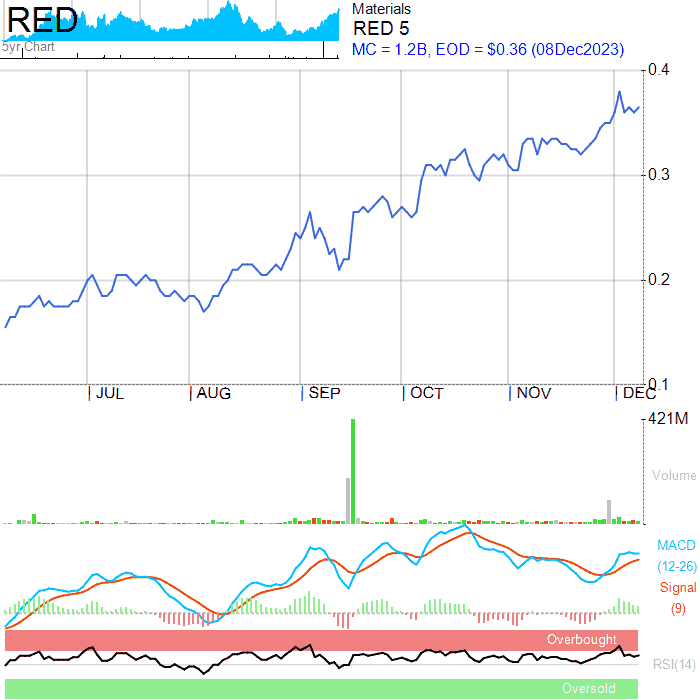 RED
5yr Chart
Materials
RED 5
MC = 1.2B, EOD = $0.36 (08Dec2023)
0.4
0.3
0.2
0.1
JUL AUG SEP OCT NOV DEC
421M
Volume
MACD
(12-26)
Signal
(9)
Overbought
RSI(14)
Oversold